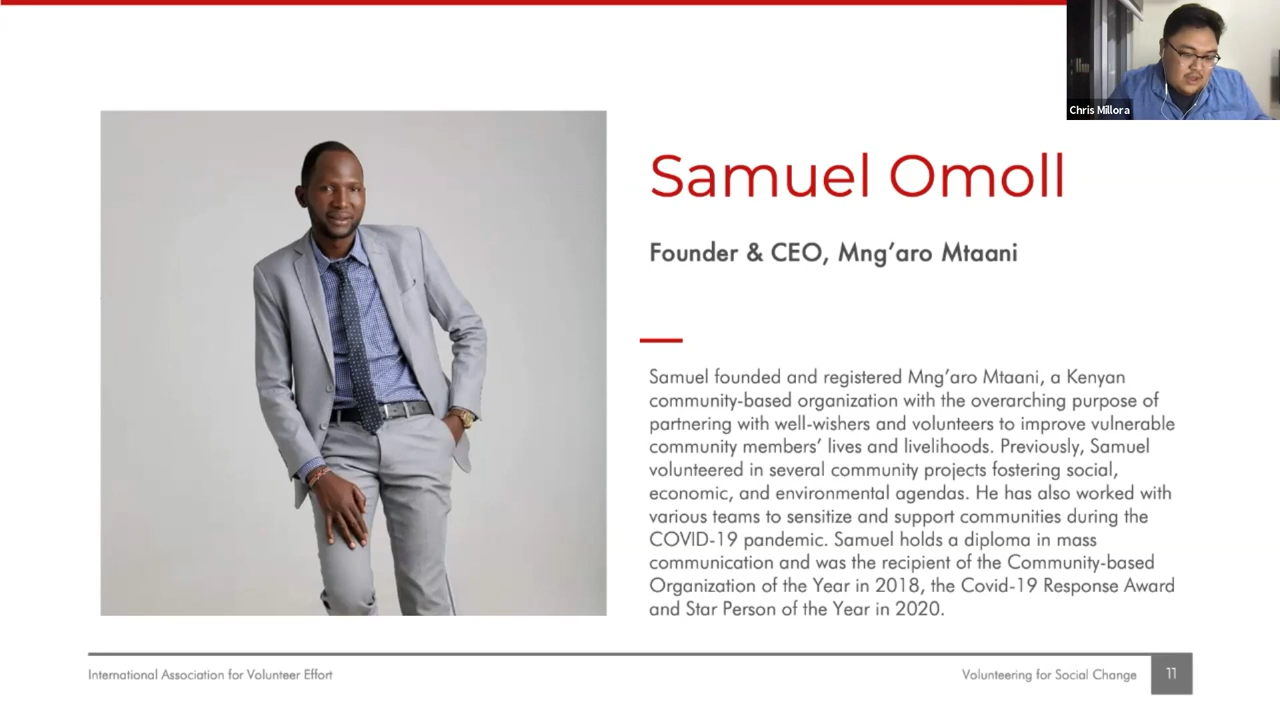 Chris Millora
Samuel Omoll
Founder & CEO, Mng’aro Mtaani
Samuel founded and registered Mng’aro Mtaani, a Kenyan
community-based organization with the overarching purpose of
partnering with well-wishers and volunteers to improve vulnerable
community members’ lives and livelihoods. Previously, Samuel
volunteered in several community projects fostering social,
economic, and environmental agendas. He has also worked with
various teams to sensitize and support communities during the
COVID-19 pandemic. Samuel holds a diploma in mass
communication and was the recipient of the Community-based
Organization of the Year in 2018, the Covid-19 Response Award
and Star Person of the Year in 2020.
International Association for Volunteer Effort
Volunteering for Social Change
11